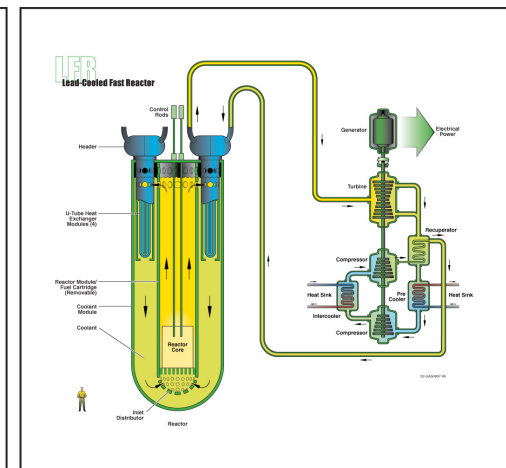 LFR
Lead-Cooled Fast Reactor
Control
Rods
Header
U-Tube Heat
Exchanger
Modules (4)
Reactor Module/
Fuel Cartridge
(Removable)
Coolant
Module
Coolant
Reactor
Core
Inlet
Distributor
Reactor
Generator
Electrical
Power
Turbine
Recuperator
Compressor
Heat Sink
Pre
Cooler
Heat Sink
Intercooler
Compressor